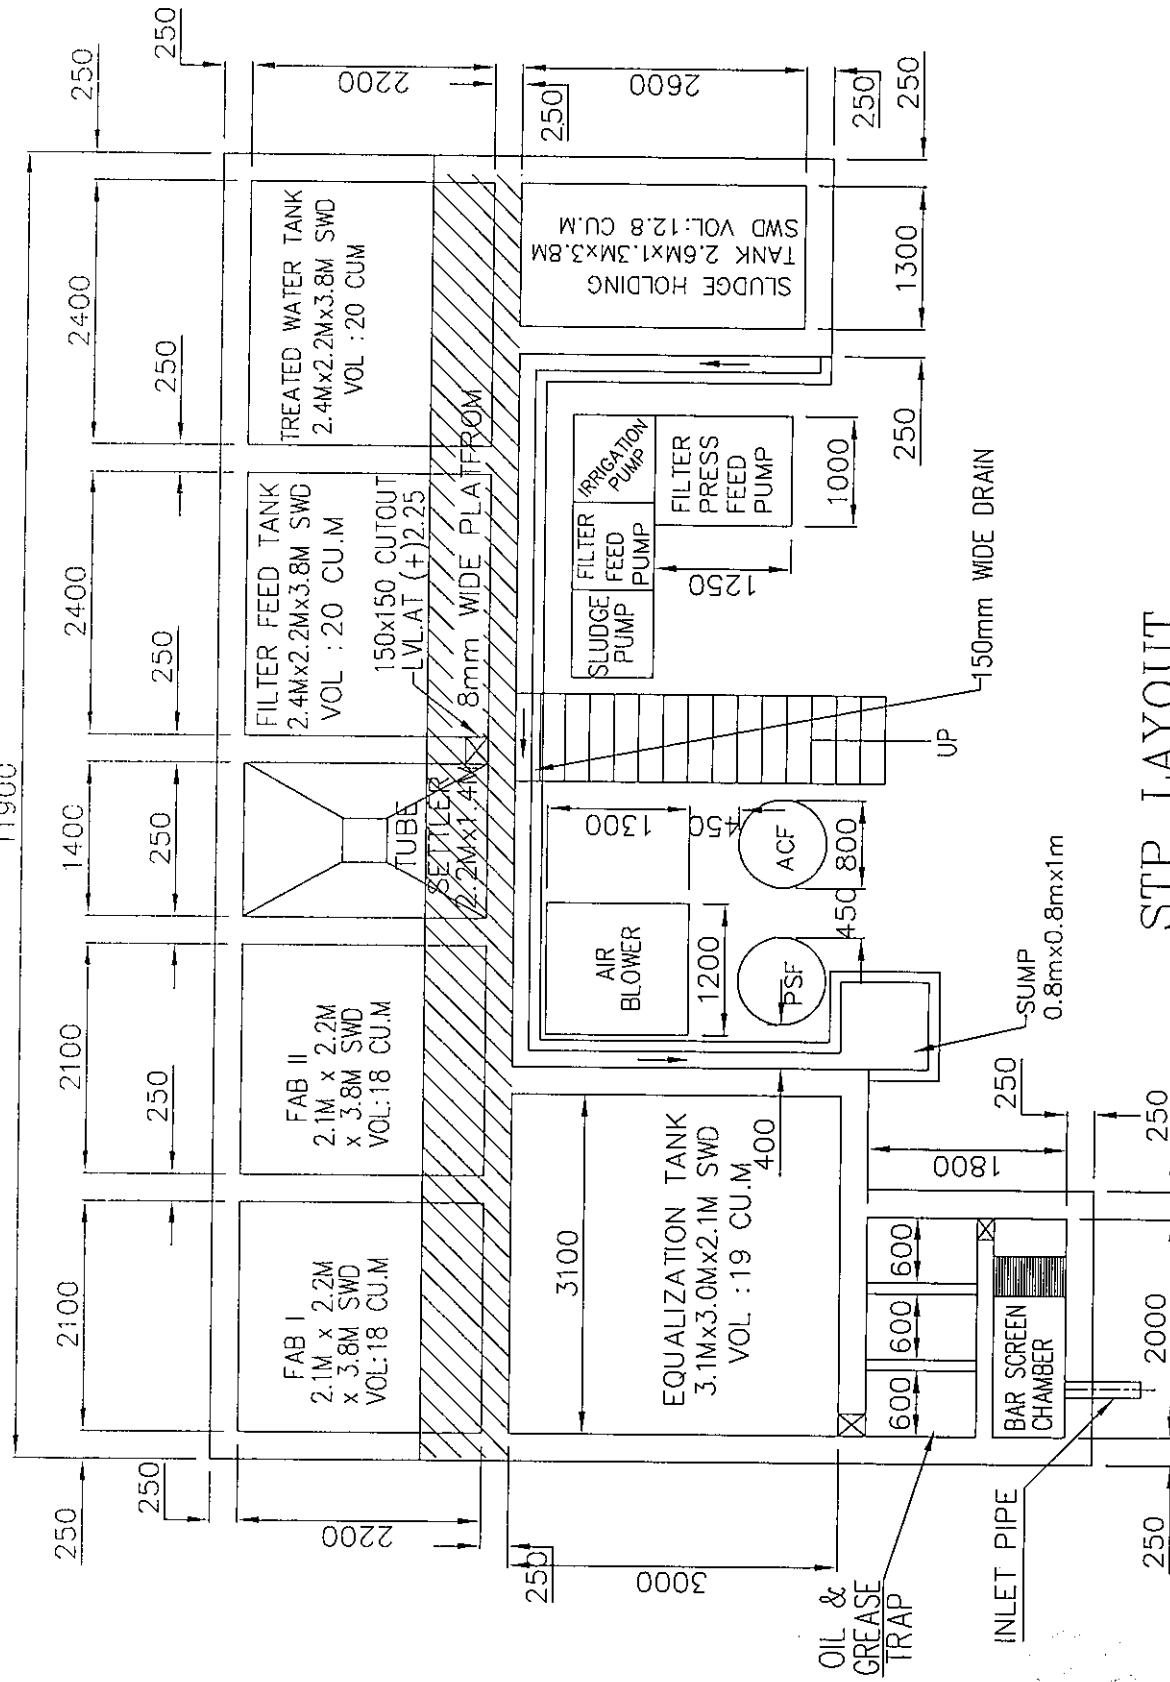 11900
250
2100
2100
1400
2400
2400
250
250
250
250
250
250
250
FAB I
2.1M x 2.2M
x 3.8M SWD
VOL:18 CU.M
FAB II
2.1M x 2.2M
x 3.8M SWD
VOL:18 CU.M
TUBE
SETTLER
2.2Mx1.4M
FILTER FEED TANK
2.4Mx2.2Mx3.8M SWD
VOL : 20 CU.M
150x150 CUTOUT
LVL.AT (+)2.25
TREATED WATER TANK
2.4Mx2.2Mx3.8M SWD
VOL : 20 CUM
8mm WIDE PLATFROM
2200
2200
250
250
3000
2600
250
3100
EQUALIZATION TANK
3.1Mx3.0Mx2.1M SWD
VOL :19 CU.M
400
AIR
BLOWER
1200
1300
450
PSF
450
ACF
800
SLUDGE
PUMP
FILTER
FEED
PUMP
IRRIGATION
PUMP
FILTER
PRESS
FEED
PUMP
1250
1000
SLUDGE HOLDING
TANK 2.6Mx1.3Mx3.8M
SWD VOL:12.8 CU.M
1300
250
250
UP
150mm WIDE DRAIN
SUMP
0.8mx0.8mx1m
600
600
600
1800
250
BAR SCREEN
CHAMBER
OIL &
GREASE
TRAP
INLET PIPE
250
2000
250
STP LAYOUT